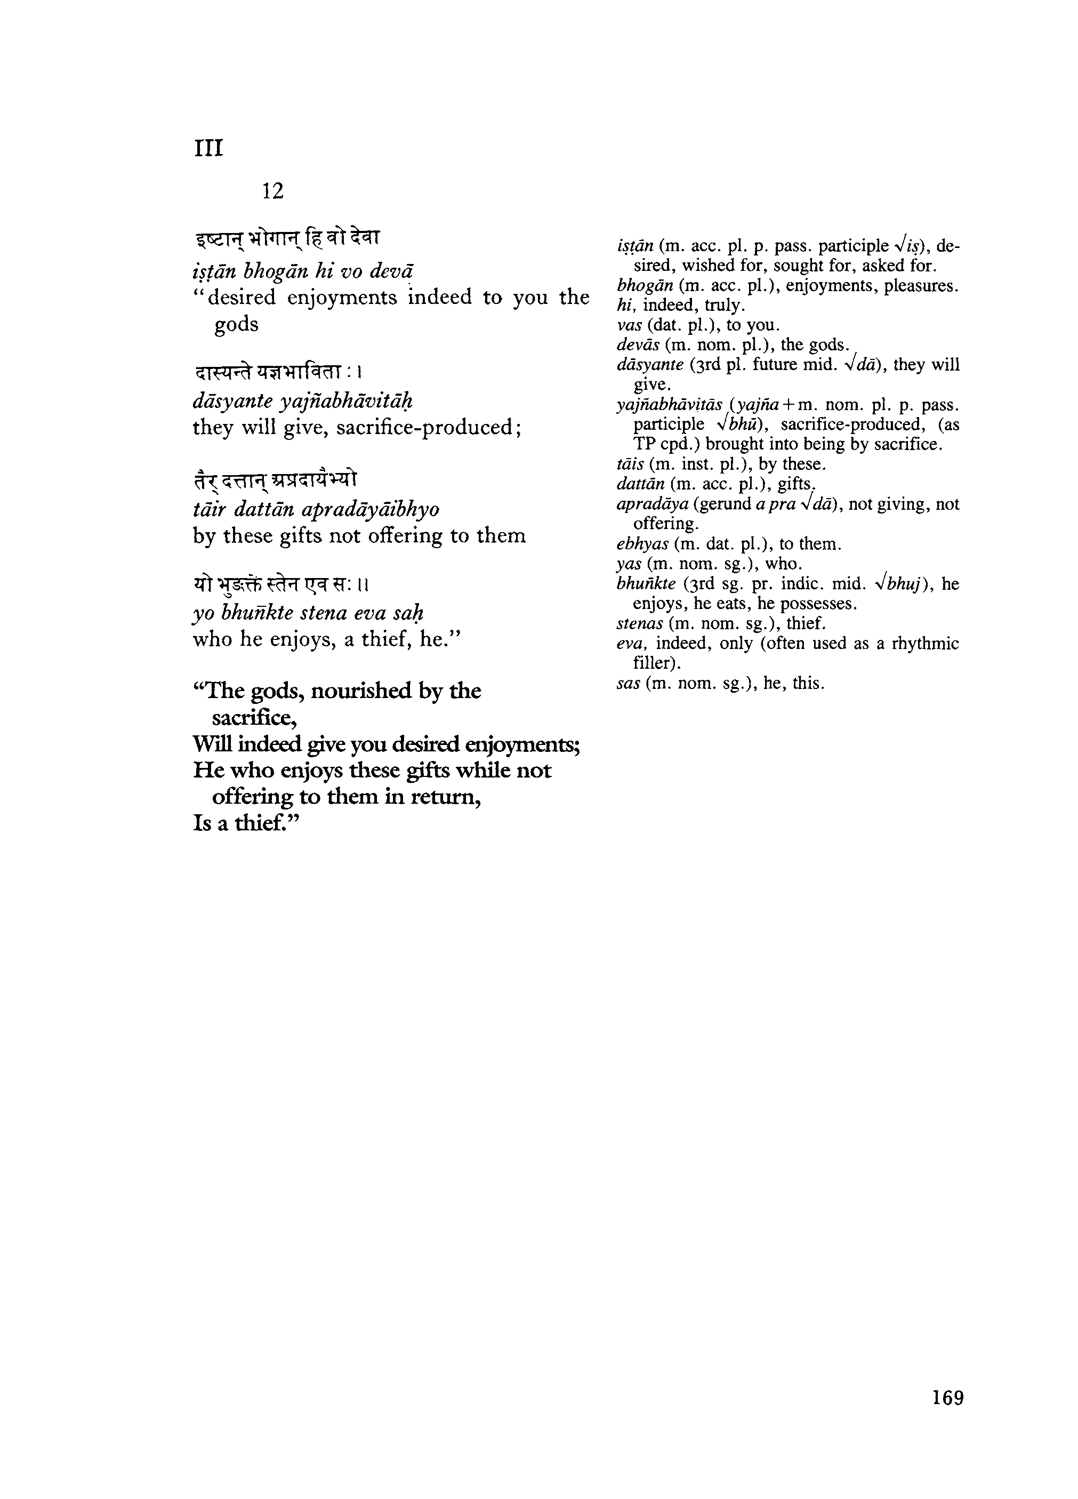 III
12
इष्टान् भोगान् हि वो देवा
iṣṭān bhogān hi vo devā
“desired enjoyments indeed to you the
gods
दास्यन्ते यज्ञभाविताः ।
dāsyante yajñabhāvitāḥ
they will give, sacrifice-produced;
तैर् दत्तान् अप्रदायैभ्यो
tāir dattān apradāyāibhyo
by these gifts not offering to them
यो भुङक्ते स्तेन एव सः ।।
yo bhun̄kte stena eva saḥ
who he enjoys, a thief, he.”
“The gods, nourished by the
sacrifice,
Will indeed give you desired enjoyments;
He who enjoys these gifts while not
offering to them in return,
Is a thief.”
iṣṭān (m. acc. pl. p. pass. participle √iṣ), de-
sired, wished for, sought for, asked for.
bhogān (m. acc. pl.), enjoyments, pleasures.
hi, indeed, truly.
vas (dat. pl.), to you.
devās (m. nom. pl.), the gods.
dāsyante (3rd pl. future mid. √dā), they will
give.
yajñabhāvitās (yajña + m. nom. pl. p. pass.
participle √bhū), sacrifice-produced, (as
TP cpd.) brought into being by sacrifice.
tāis (m. inst. pl.), by these.
dattān (m. acc. pl.), gifts.
apradāya (gerund a pra √dā), not giving, not
offering.
ebhyas (m. dat. pl.), to them.
yas (m. nom. sg.), who.
bhun̄kte (3rd sg. pr. indic. mid. √bhuj), he
enjoys, he eats, he possesses.
stenas (m. nom. sg.), thief.
eva, indeed, only (often used as a rhythmic
filler).
sas (m. nom. sg.), he, this.
169